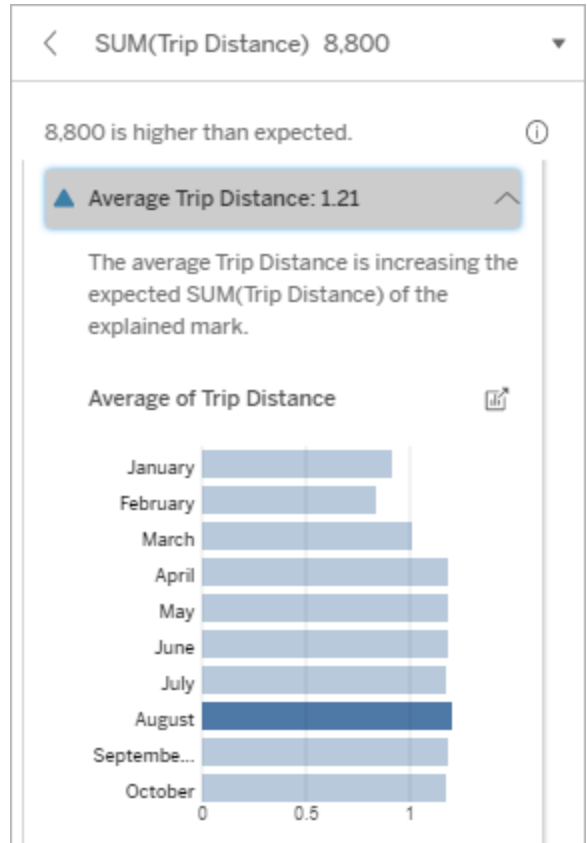 SUM(Trip Distance) 8,800
8,800 is higher than expected.
Average Trip Distance: 1.21
The average Trip Distance is increasing the
expected SUM(Trip Distance) of the
explained mark.
Average of Trip Distance
January
February
March
April
May
June
July
August
Septembe...
October
0 0.5 1